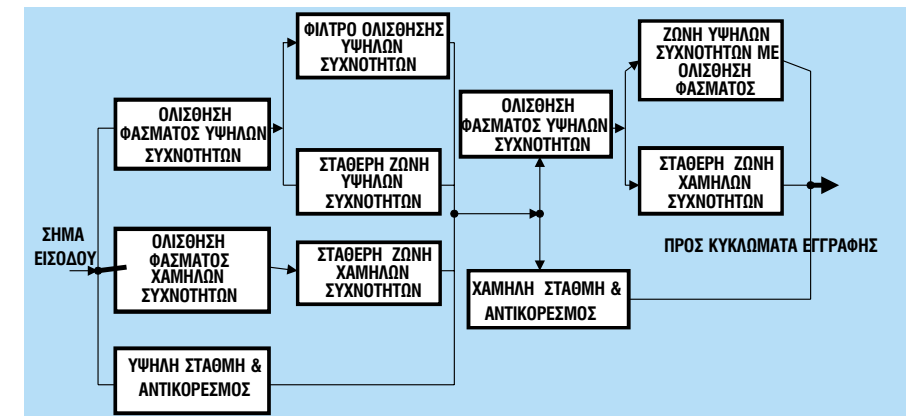 ΦΙΛΤΡΟ ΟΛΙΣΘΗΣΗΣ
ΥΨΗΛΩΝ
ΣΥΧΝΟΤΗΤΩΝ
ΖΩΝΗ ΥΨΗΛΩΝ
ΣΥΧΝΟΤΗΤΩΝ ΜΕ
ΟΛΙΣΘΗΣΗ
ΦΑΣΜΑΤΟΣ
ΟΛΙΣΘΗΣΗ
ΦΑΣΜΑΤΟΣ ΥΨΗΛΩΝ
ΣΥΧΝΟΤΗΤΩΝ
ΟΛΙΣΘΗΣΗ
ΦΑΣΜΑΤΟΣ ΥΨΗΛΩΝ
ΣΥΧΝΟΤΗΤΩΝ
ΣΤΑΘΕΡΗ ΖΩΝΗ
ΥΨΗΛΩΝ
ΣΥΧΝΟΤΗΤΩΝ
ΣΤΑΘΕΡΗ ΖΩΝΗ
ΧΑΜΗΛΩΝ
ΣΥΧΝΟΤΗΤΩΝ
ΣΗΜΑ
ΕΙΣΟΔΟΥ
ΟΛΙΣΘΗΣΗ
ΦΑΣΜΑΤΟΣ
ΧΑΜΗΛΩΝ
ΣΥΧΝΟΤΗΤΩΝ
ΣΤΑΘΕΡΗ ΖΩΝΗ
ΧΑΜΗΛΩΝ
ΣΥΧΝΟΤΗΤΩΝ
ΠΡΟΣ ΚΥΚΛΩΜΑΤΑ ΕΓΓΡΑΦΗΣ
ΧΑΜΗΛΗ ΣΤΑΘΜΗ &
ΑΝΤΙΚΟΡΕΣΜΟΣ
ΥΨΗΛΗ ΣΤΑΘΜΗ &
ΑΝΤΙΚΟΡΕΣΜΟΣ